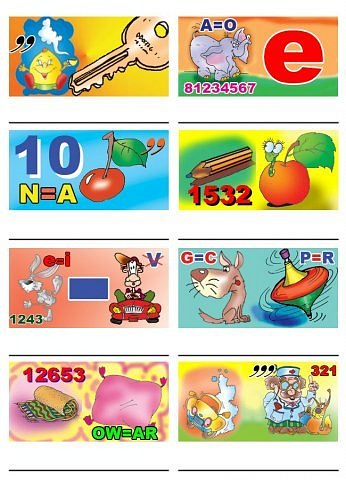 ,,
A=O
e
81234567
10
,,
N=A
1532
e=i
V
1243
G=C P=R
12653
OW=AR
,,,
321